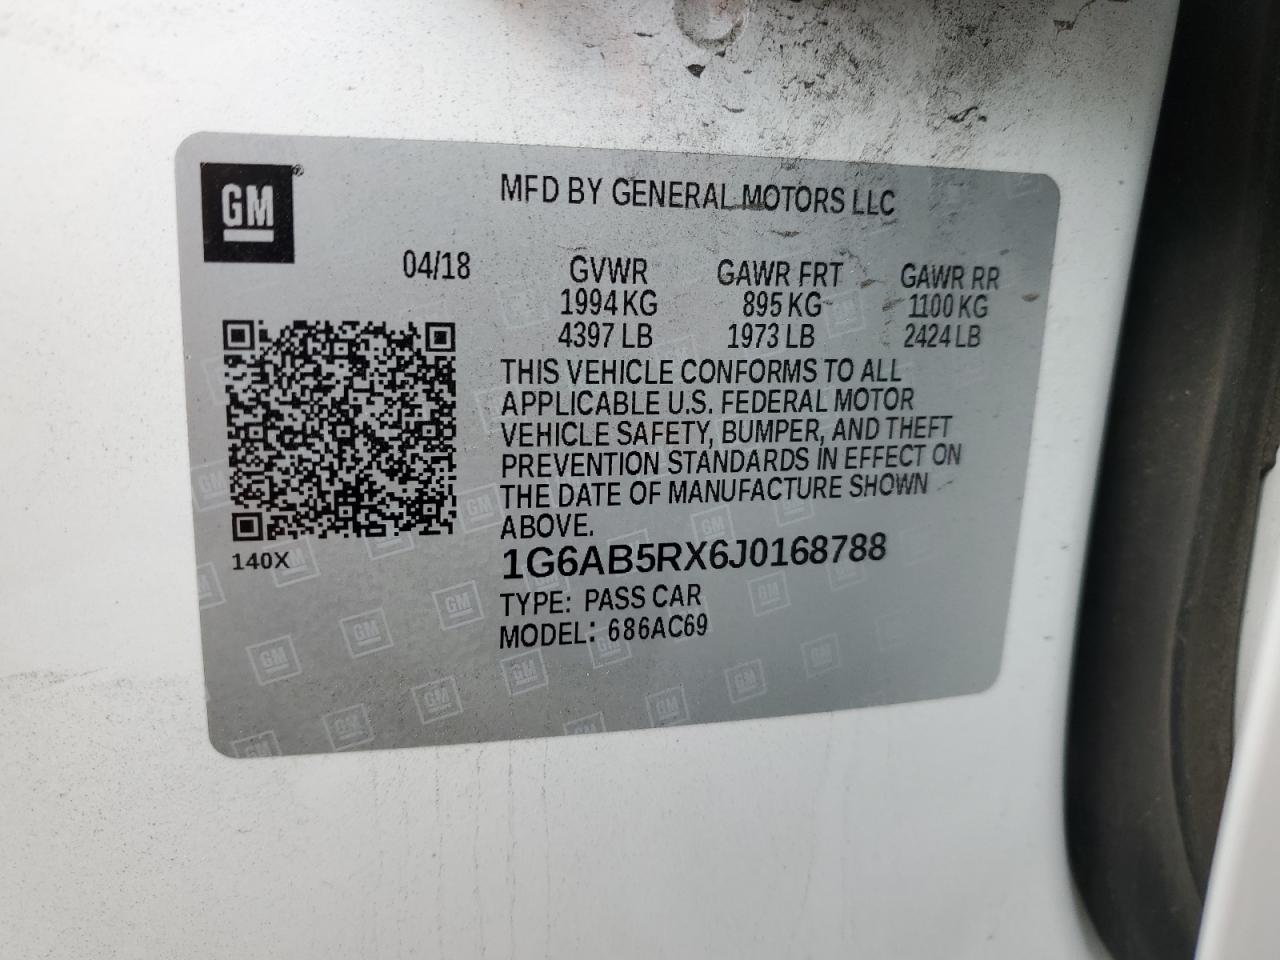 GM
MFD BY GENERAL MOTORS LLC
04/18 GVWR GAWR FRT GAWR RR
1994 KG 895 KG 1100 KG
4397 LB 1973 LB 2424 LB
THIS VEHICLE CONFORMS TO ALL
APPLICABLE U.S. FEDERAL MOTOR
VEHICLE SAFETY, BUMPER, AND THEFT
PREVENTION STANDARDS IN EFFECT ON
THE DATE OF MANUFACTURE SHOWN
ABOVE.
140X
1G6AB5RX6J0168788
TYPE: PASS CAR
MODEL: 686AC69